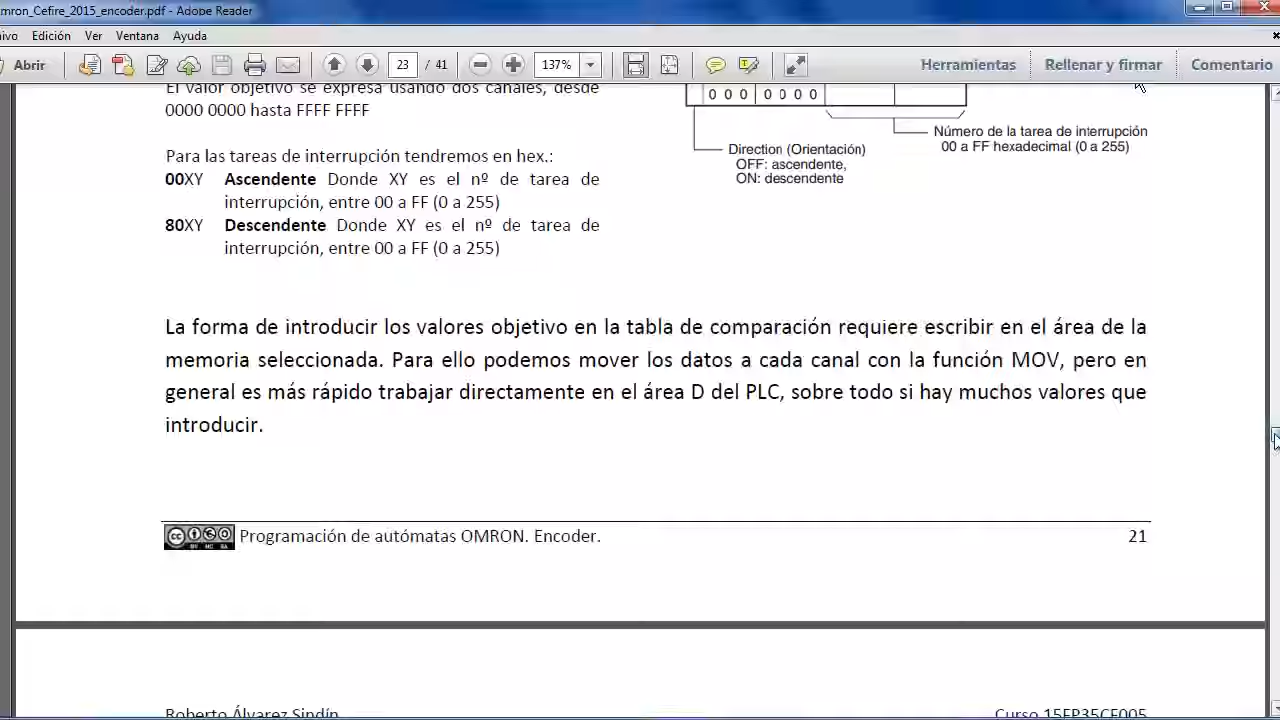 mron_Cefire_2015_encoder.pdf - Adobe Reader
ivo Edición Ver Ventana Ayuda
Abrir 23 / 41 137% Herramientas Rellenar y firmar Comentario
El valor objetivo se expresa usando dos canales, desde
0000 0000 hasta FFFF FFFF
0 0 0 0 0 0 0
Número de la tarea de interrupción
00 a FF hexadecimal (0 a 255)
Direction (Orientación)
OFF: ascendente,
ON: descendente
Para las tareas de interrupción tendremos en hex.:
00XY Ascendente Donde XY es el nº de tarea de
interrupción, entre 00 a FF (0 a 255)
80XY Descendente Donde XY es el nº de tarea de
interrupción, entre 00 a FF (0 a 255)
La forma de introducir los valores objetivo en la tabla de comparación requiere escribir en el área de la
memoria seleccionada. Para ello podemos mover los datos a cada canal con la función MOV, pero en
general es más rápido trabajar directamente en el área D del PLC, sobre todo si hay muchos valores que
introducir.
Programación de autómatas OMRON. Encoder. 21
Roberto Álvarez Sindín Curso 15FP35CF005